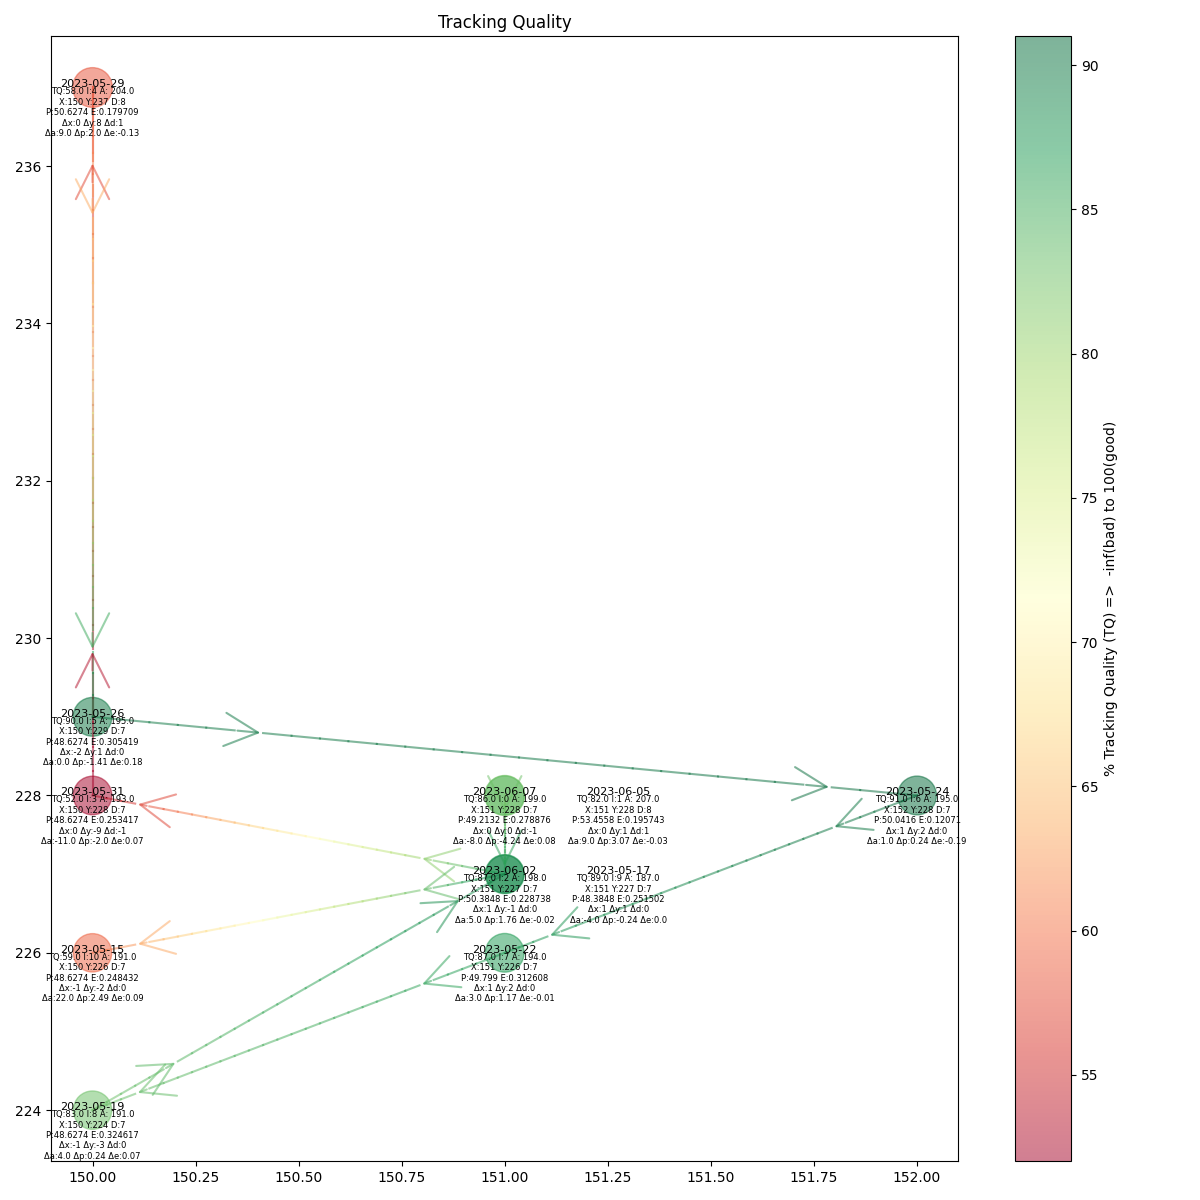 Tracking Quality
2023-05-29
TQ:58.0 I:4 A: 204.0
X:150 Y:237 D:8
P:50.6274 E:0.179709
Δx:0 Δy:8 Δd:1
Δa:9.0 Δp:2.0 Δe:-0.13
2023-05-26
TQ:90.0 I:5 A: 195.0
X:150 Y:229 D:7
P:48.6274 E:0.305419
Δx:-2 Δy:1 Δd:0
Δa:0.0 Δp:-1.41 Δe:0.18
2023-05-31
TQ:52.0 I:3 A: 193.0
X:150 Y:228 D:7
P:48.6274 E:0.253417
Δx:0 Δy:-9 Δd:-1
Δa:-11.0 Δp:-2.0 Δe:0.07
2023-06-07
TQ:86.0 I:0 A: 199.0
X:151 Y:228 D:7
P:49.2132 E:0.278876
Δx:0 Δy:0 Δd:-1
Δa:-8.0 Δp:-4.24 Δe:0.08
2023-06-05
TQ:82.0 I:1 A: 207.0
X:151 Y:228 D:8
P:53.4558 E:0.195743
Δx:0 Δy:1 Δd:1
Δa:9.0 Δp:3.07 Δe:-0.03
2023-05-24
TQ:91.0 I:6 A: 195.0
X:152 Y:228 D:7
P:50.0416 E:0.12071
Δx:1 Δy:2 Δd:0
Δa:1.0 Δp:0.24 Δe:-0.19
2023-06-02
TQ:87.0 I:2 A: 198.0
X:151 Y:227 D:7
P:50.3848 E:0.228738
Δx:1 Δy:-1 Δd:0
Δa:5.0 Δp:1.76 Δe:-0.02
2023-05-17
TQ:89.0 I:9 A: 187.0
X:151 Y:227 D:7
P:48.3848 E:0.251502
Δx:1 Δy:1 Δd:0
Δa:-4.0 Δp:-0.24 Δe:0.0
2023-05-15
TQ:59.0 I:10 A: 191.0
X:150 Y:226 D:7
P:48.6274 E:0.248432
Δx:-1 Δy:-2 Δd:0
Δa:22.0 Δp:2.49 Δe:0.09
2023-05-22
TQ:87.0 I:7 A: 194.0
X:151 Y:226 D:7
P:49.799 E:0.312608
Δx:1 Δy:2 Δd:0
Δa:3.0 Δp:1.17 Δe:-0.01
2023-05-19
TQ:83.0 I:8 A: 191.0
X:150 Y:224 D:7
P:48.6274 E:0.324617
Δx:-1 Δy:-3 Δd:0
Δa:4.0 Δp:0.24 Δe:0.07
236
234
232
230
228
226
224
150.00 150.25 150.50 150.75 151.00 151.25 151.50 151.75 152.00
90
85
80
75
70
65
60
55
% Tracking Quality (TQ) => -inf(bad) to 100(good)